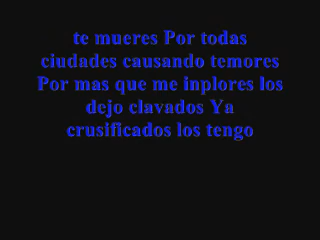 te mueres Por todas
ciudades causando temores
Por mas que me inplores los
dejo clavados Ya
crusificados los tengo